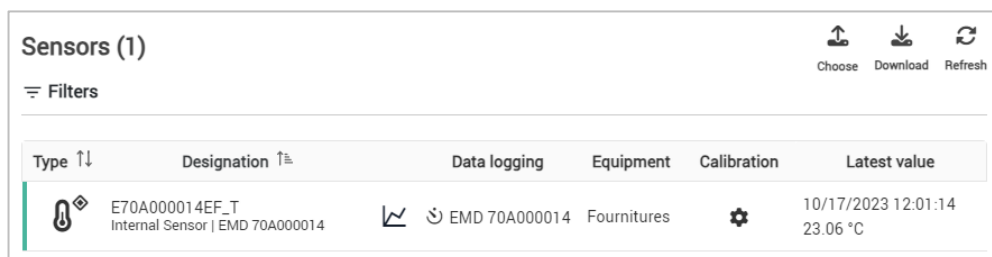 Sensors (1)
Choose Download Refresh
Filters
Type Designation Data logging Equipment Calibration Latest value
E70A000014EF_T
Internal Sensor | EMD 70A000014
EMD 70A000014 Fournitures
10/17/2023 12:01:14
23.06 °C